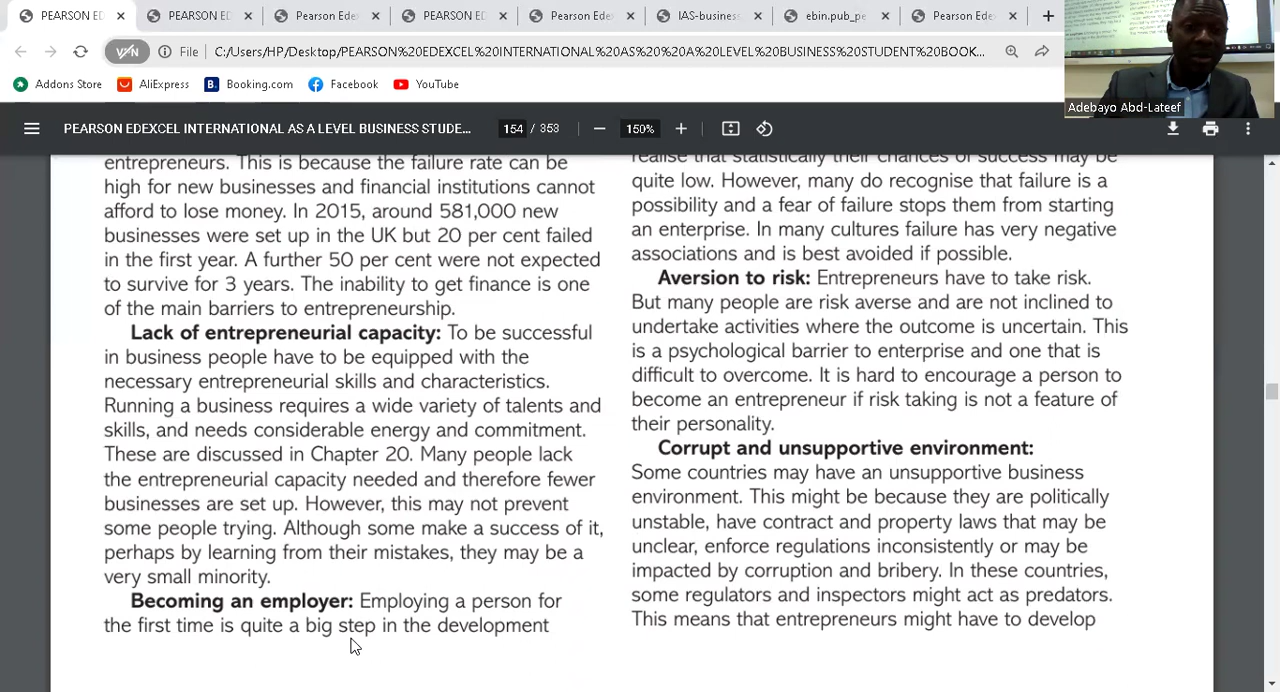 PEARSON EDEXCEL
PEARSON E
Pearson Edex
PEARSON E
Pearson Ede
IAS-business
ebin.pub_pe
Pearson Ede
File
C:/Users/HP/Desktop/PEARSON%20EDEXCEL%20INTERNATIONAL%20AS%20A%20LEVEL%20BUSINESS%20STUDENT%20BOOK...
Addons Store
AliExpress
Booking.com
Facebook
YouTube
Adebayo Abd-Lateef
PEARSON EDEXCEL INTERNATIONAL AS A LEVEL BUSINESS STUDE...
154 / 353
150%
entrepreneurs. This is because the failure rate can be
high for new businesses and financial institutions cannot
afford to lose money. In 2015, around 581,000 new
businesses were set up in the UK but 20 per cent failed
in the first year. A further 50 per cent were not expected
to survive for 3 years. The inability to get finance is one
of the main barriers to entrepreneurship.
Lack of entrepreneurial capacity: To be successful
in business people have to be equipped with the
necessary entrepreneurial skills and characteristics.
Running a business requires a wide variety of talents and
skills, and needs considerable energy and commitment.
These are discussed in Chapter 20. Many people lack
the entrepreneurial capacity needed and therefore fewer
businesses are set up. However, this may not prevent
some people trying. Although some make a success of it,
perhaps by learning from their mistakes, they may be a
very small minority.
Becoming an employer: Employing a person for
the first time is quite a big step in the development
realise that statistically their chances of success may be
quite low. However, many do recognise that failure is a
possibility and a fear of failure stops them from starting
an enterprise. In many cultures failure has very negative
associations and is best avoided if possible.
Aversion to risk: Entrepreneurs have to take risk.
But many people are risk averse and are not inclined to
undertake activities where the outcome is uncertain. This
is a psychological barrier to enterprise and one that is
difficult to overcome. It is hard to encourage a person to
become an entrepreneur if risk taking is not a feature of
their personality.
Corrupt and unsupportive environment:
Some countries may have an unsupportive business
environment. This might be because they are politically
unstable, have contract and property laws that may be
unclear, enforce regulations inconsistently or may be
impacted by corruption and bribery. In these countries,
some regulators and inspectors might act as predators.
This means that entrepreneurs might have to develop